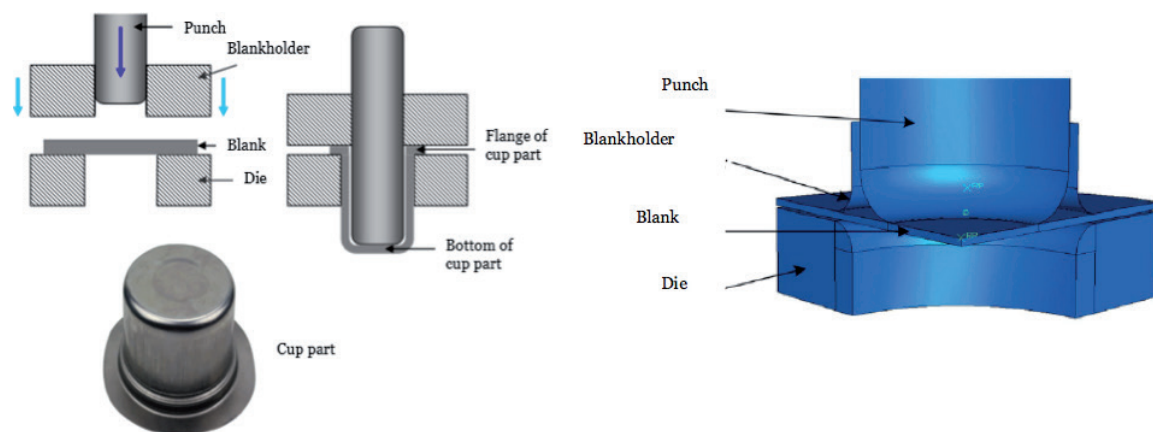 Punch
Blankholder
Blank
Die
Flange of
cup part
Bottom of
cup part
Cup part
Punch
Blankholder
Blank
Die